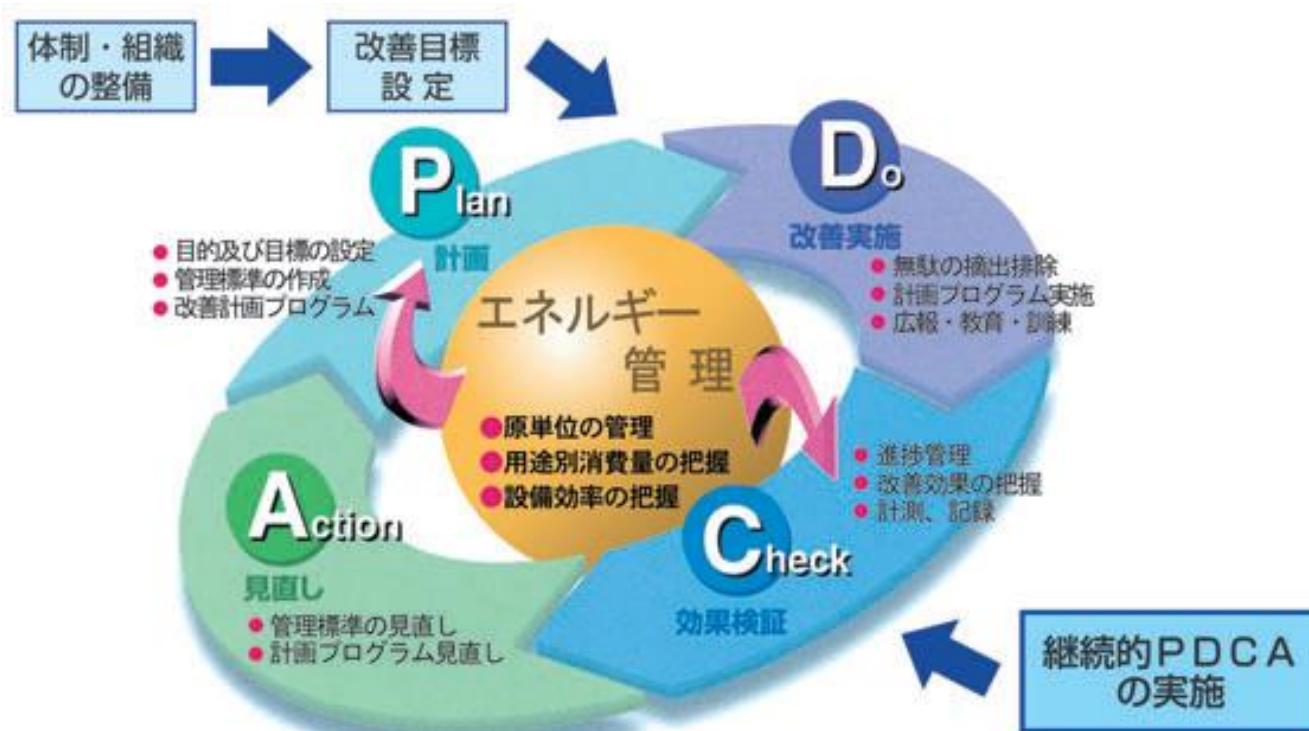 体制・組織
の整備
改善目標
設 定
Plan
計画
● 目的及び目標の設定
● 管理標準の作成
● 改善計画プログラム
Do
改善実施
● 無駄の摘出排除
● 計画プログラム実施
● 広報・教育・訓練
エネルギー
管 理
●原単位の管理
●用途別消費量の把握
●設備効率の把握
● 進捗管理
● 改善効果の把握
● 計測、記録
Check
効果検証
Action
見直し
● 管理標準の見直し
● 計画プログラム見直し
継続的PDCA
の実施